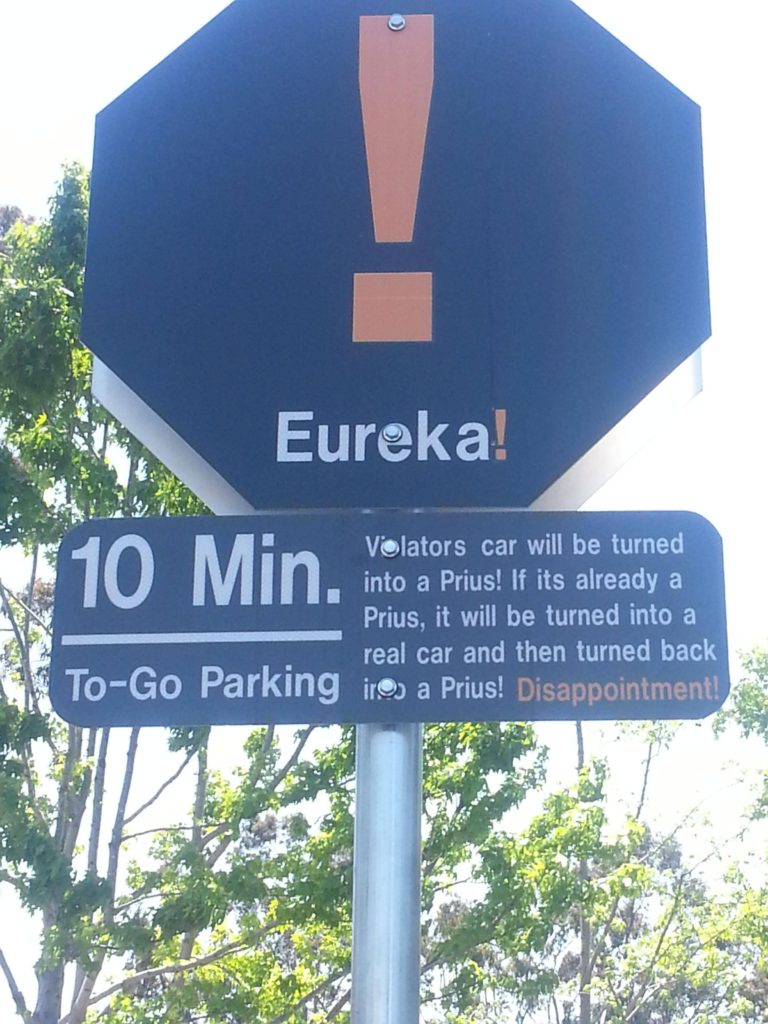 !
Eureka!
10 Min.
To-Go Parking
Violators car will be turned
into a Prius! If its already a
Prius, it will be turned into a
real car and then turned back
into a Prius! Disappointment!